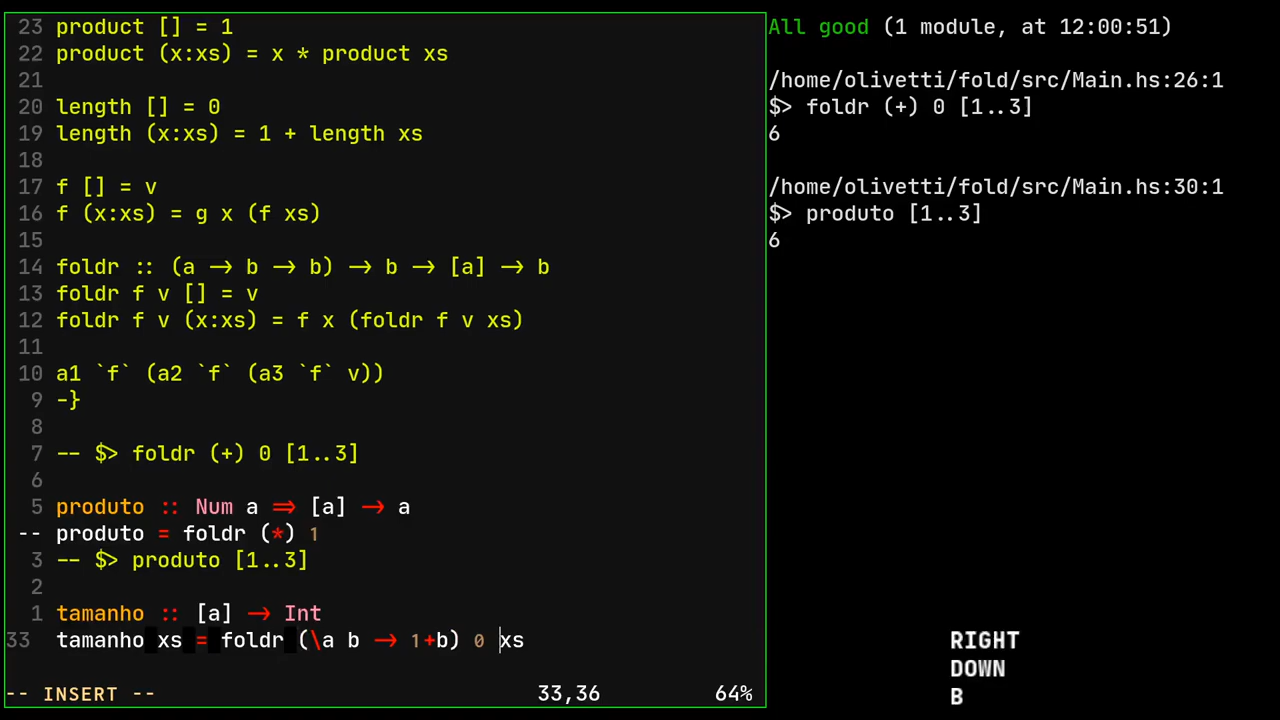 23 product [] = 1
22 product (x:xs) = x * product xs
21
20 length [] = 0
19 length (x:xs) = 1 + length xs
18
17 f [] = v
16 f (x:xs) = g x (f xs)
15
14 foldr :: (a → b → b) → b → [a] → b
13 foldr f v [] = v
12 foldr f v (x:xs) = f x (foldr f v xs)
11
10 a1 `f` (a2 `f` (a3 `f` v))
9 -}
8
7 -- $> foldr (+) 0 [1..3]
6
5 produto :: Num a ⇒ [a] → a
-- produto = foldr (*) 1
3 -- $> produto [1..3]
2
1 tamanho :: [a] → Int
33 tamanho xs = foldr (\a b → 1+b) 0 xs
-- INSERT -- 33,36 64%
All good (1 module, at 12:00:51)
/home/olivetti/fold/src/Main.hs:26:1
$> foldr (+) 0 [1..3]
6
/home/olivetti/fold/src/Main.hs:30:1
$> produto [1..3]
6
RIGHT
DOWN
B